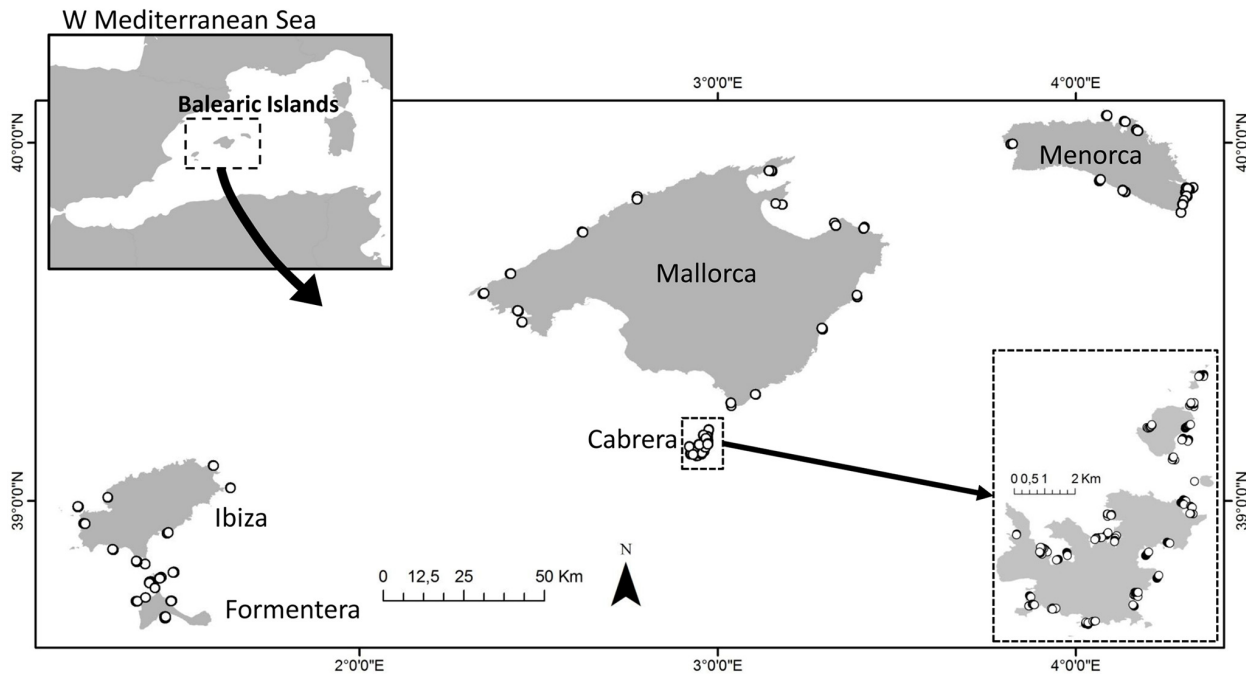 W Mediterranean Sea
Balearic Islands
3°0'0"E
4°0'0"E
40°0'0"N
40°0'0"N
Menorca
Mallorca
Cabrera
0 0,5 1 2 Km
39°0'0"N
39°0'0"N
Ibiza
N
0 12,5 25 50 Km
Formentera
2°0'0"E
3°0'0"E
4°0'0"E